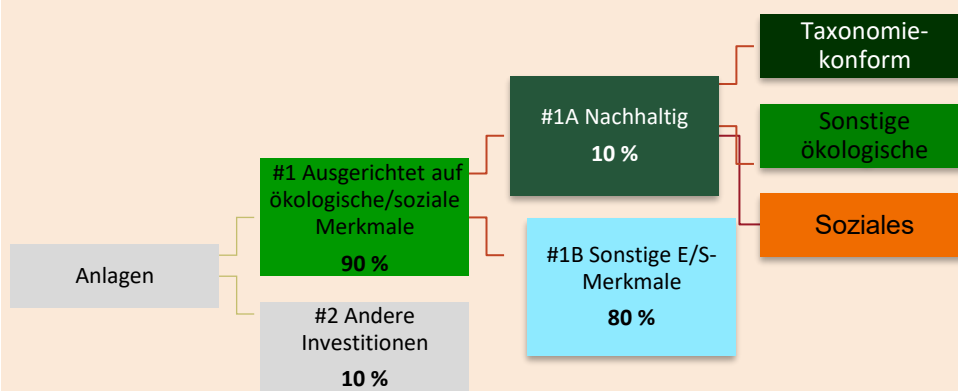 Anlagen
#1 Ausgerichtet auf
ökologische/soziale
Merkmale
90 %
#2 Andere
Investitionen
10 %
#1A Nachhaltig
10 %
#1B Sonstige E/S-
Merkmale
80 %
Taxonomie-
konform
Sonstige
ökologische
Soziales